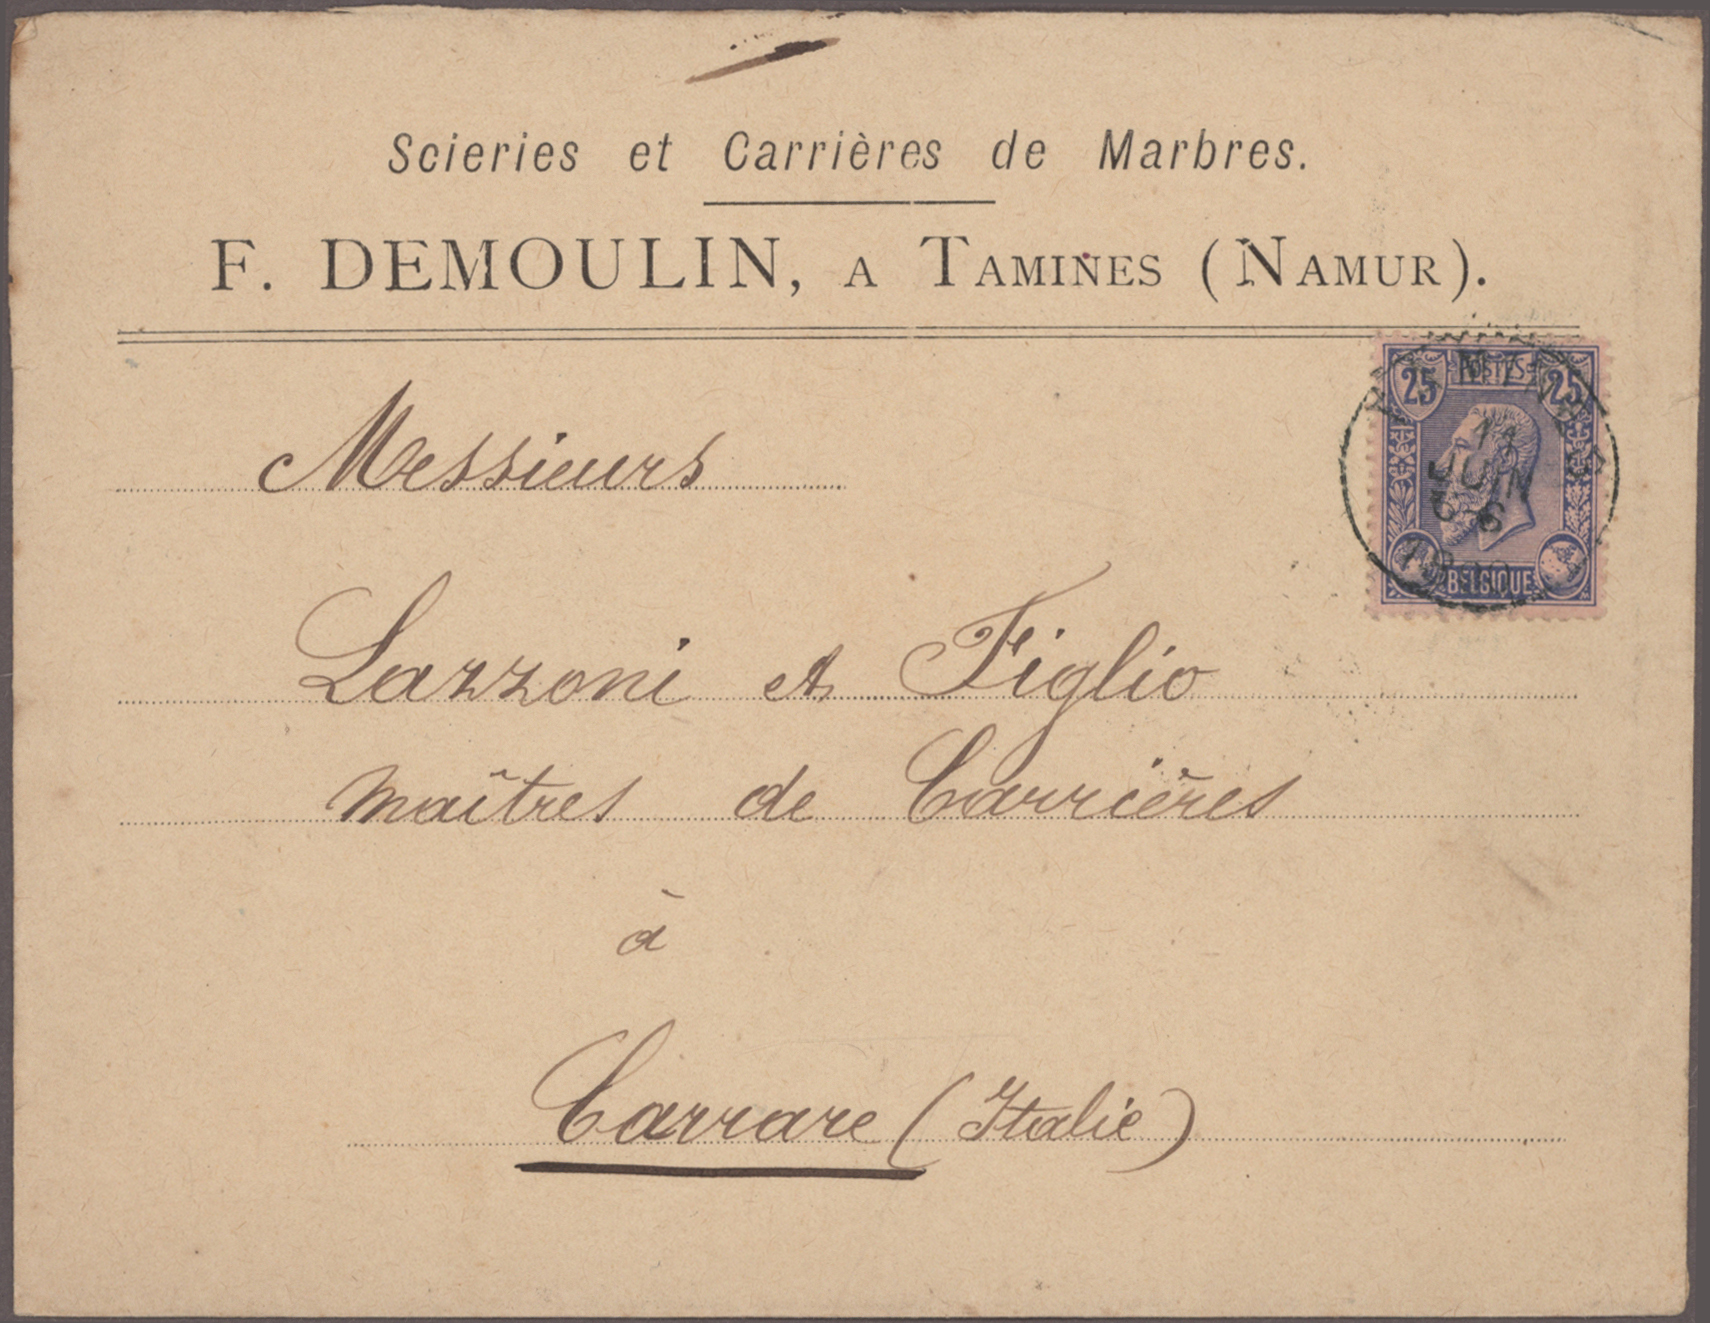 Scieries et Carrières de Marbres.
F. DEMOULIN, A TAMINES (NAMUR).
25 POSTES 25
JUIN
BELGIQUE
Messieurs
Lazzoni et Figlio
maîtres de Carrières
à
Carrare (Italie)